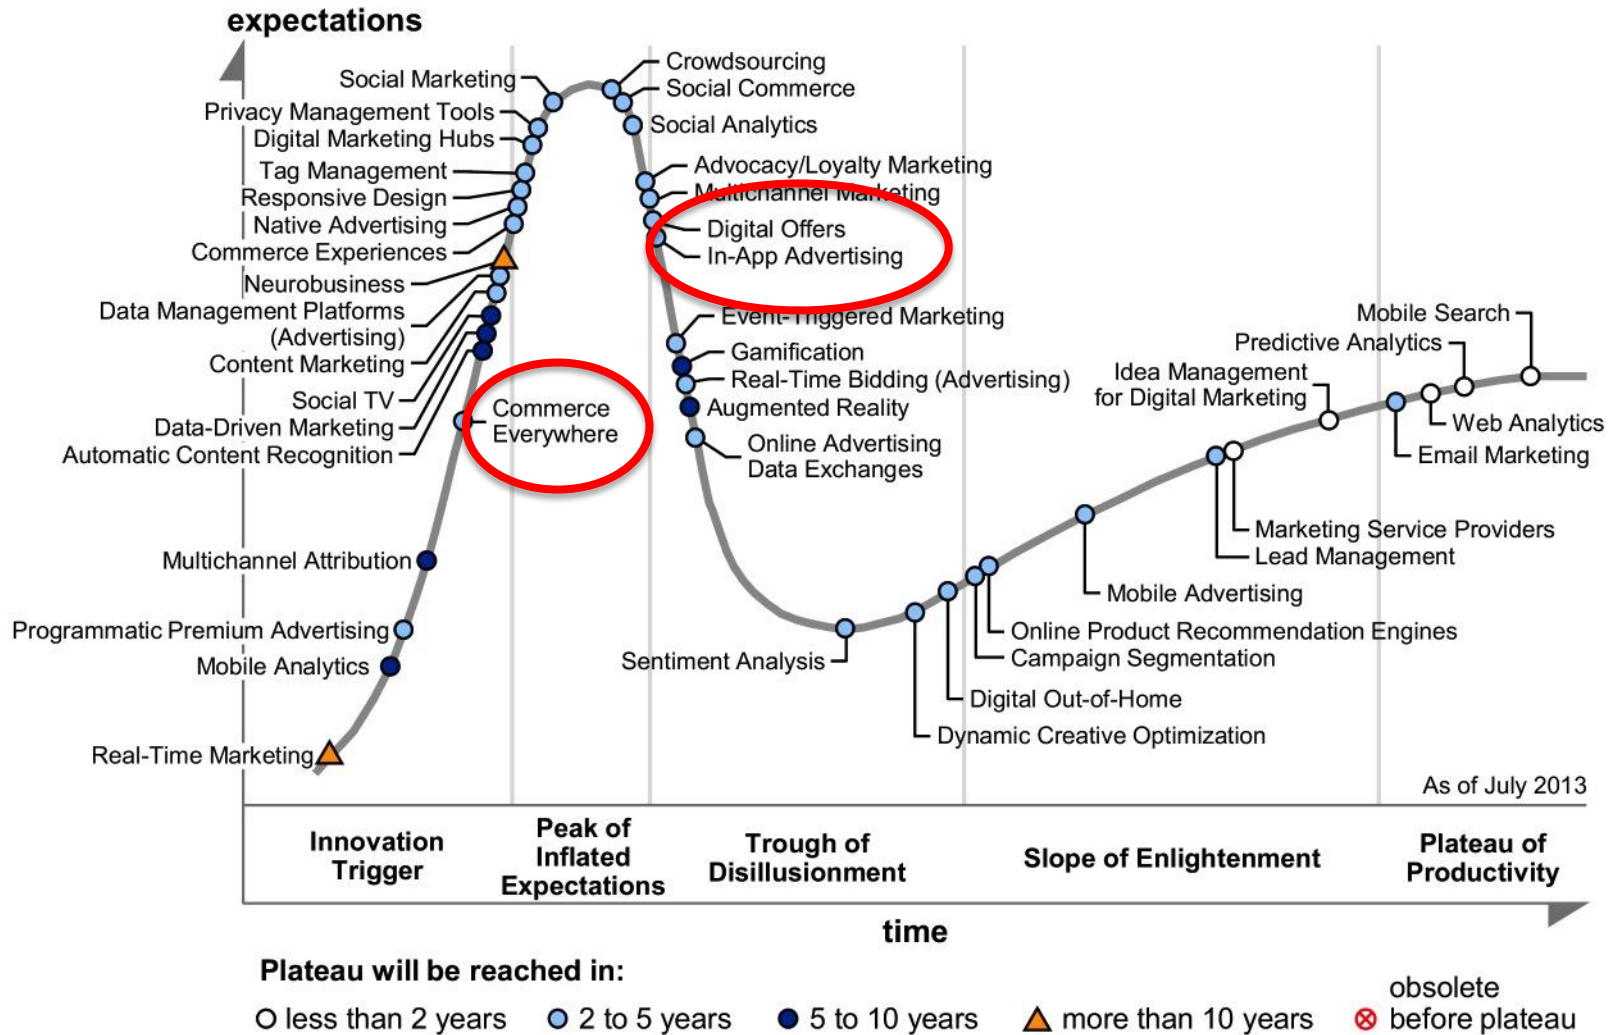 expectations
Social Marketing
Privacy Management Tools
Digital Marketing Hubs
Tag Management
Responsive Design
Native Advertising
Commerce Experiences
Neurobusiness
Data Management Platforms
(Advertising)
Content Marketing
Social TV
Data-Driven Marketing
Automatic Content Recognition
Commerce
Everywhere
Multichannel Attribution
Programmatic Premium Advertising
Mobile Analytics
Real-Time Marketing
Crowdsourcing
Social Commerce
Social Analytics
Advocacy/Loyalty Marketing
Multichannel Marketing
Digital Offers
In-App Advertising
Event-Triggered Marketing
Gamification
Real-Time Bidding (Advertising)
Augmented Reality
Online Advertising
Data Exchanges
Sentiment Analysis
Dynamic Creative Optimization
Digital Out-of-Home
Campaign Segmentation
Online Product Recommendation Engines
Mobile Advertising
Lead Management
Marketing Service Providers
Idea Management
for Digital Marketing
Email Marketing
Web Analytics
Predictive Analytics
Mobile Search
As of July 2013
Innovation
Trigger
Peak of
Inflated
Expectations
Trough of
Disillusionment
Slope of Enlightenment
Plateau of
Productivity
time
Plateau will be reached in:
less than 2 years
2 to 5 years
5 to 10 years
more than 10 years
obsolete
before plateau